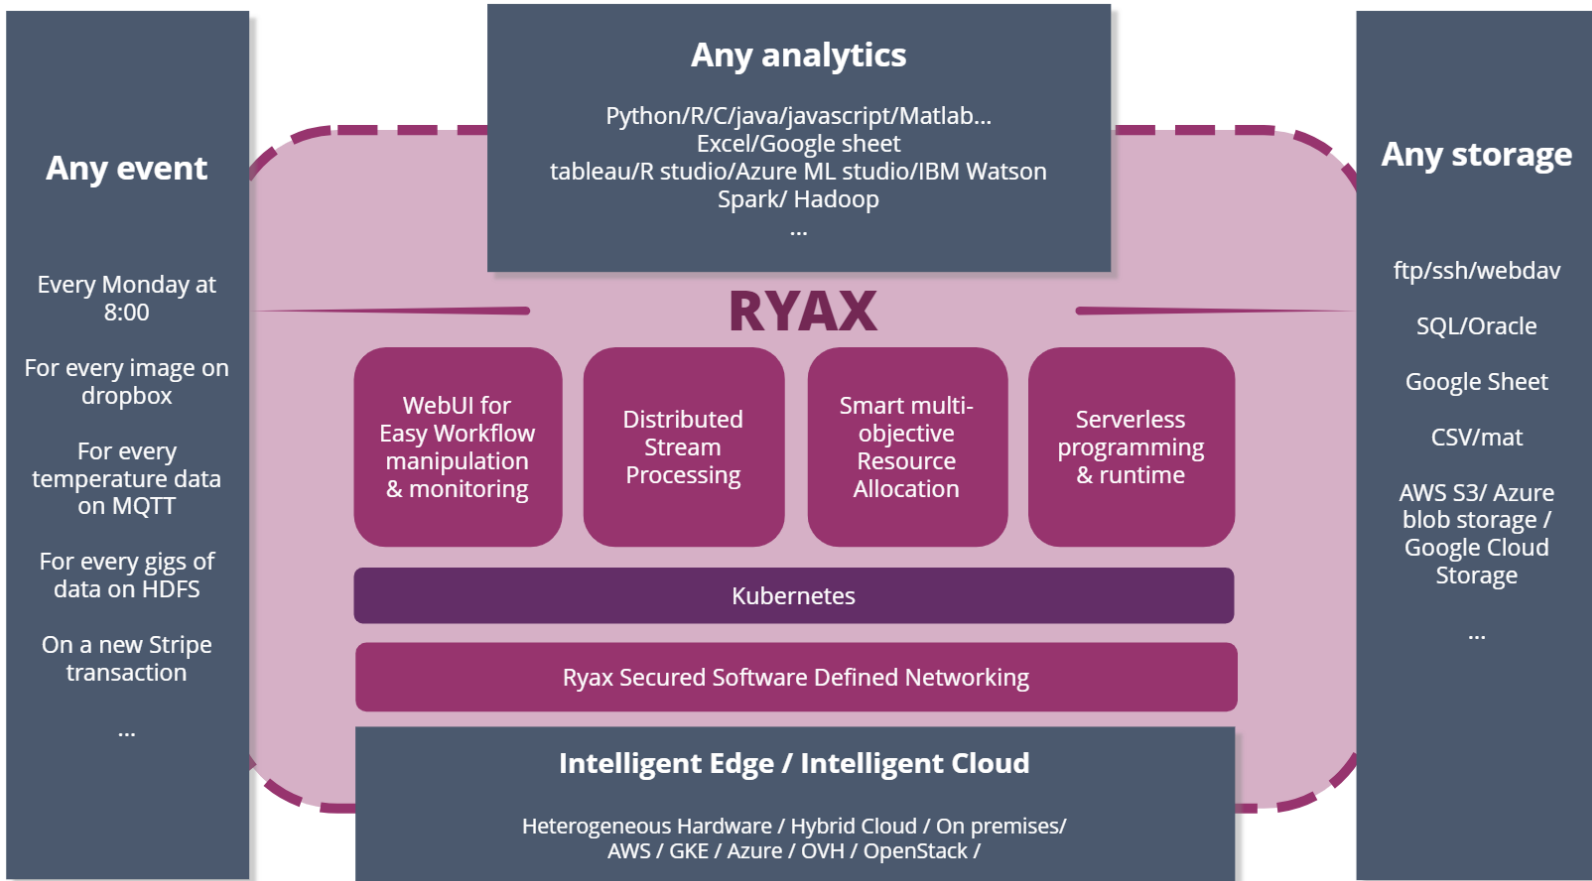 Any event
Every Monday at
8:00
For every image on
dropbox
For every
temperature data
on MQTT
For every gigs of
data on HDFS
On a new Stripe
transaction
...
Any analytics
Python/R/C/java/javascript/Matlab...
Excel/Google sheet
tableau/R studio/Azure ML studio/IBM Watson
Spark/ Hadoop
...
RYAX
WebUI for
Easy Workflow
manipulation
& monitoring
Distributed
Stream
Processing
Smart multi-
objective
Resource
Allocation
Serverless
programming
& runtime
Kubernetes
Ryax Secured Software Defined Networking
Intelligent Edge / Intelligent Cloud
Heterogeneous Hardware / Hybrid Cloud / On premises/
AWS / GKE / Azure / OVH / OpenStack /
Any storage
ftp/ssh/webdav
SQL/Oracle
Google Sheet
CSV/mat
AWS S3/ Azure
blob storage /
Google Cloud
Storage
...